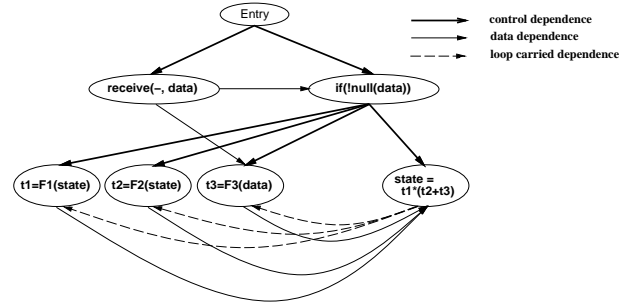 Entry
control dependence
data dependence
loop carried dependence
receive(−, data)
if(!null(data))
t1=F1(state)
t2=F2(state)
t3=F3(data)
state =
t1*(t2+t3)